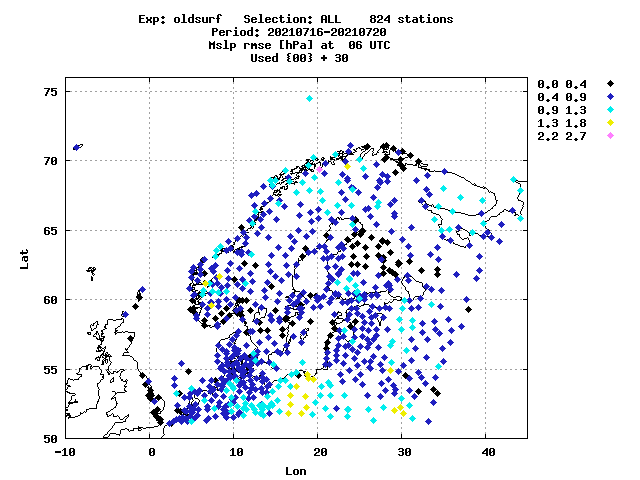 Exp: oldsurf   Selection: ALL    824 stations
Period: 20210716-20210720
Mslp rmse [hPa] at  06 UTC
Used {00} + 30
0.0 0.4
0.4 0.9
0.9 1.3
1.3 1.8
2.2 2.7
75
70
65
60
55
50
Lat
-10 0 10 20 30 40
Lon